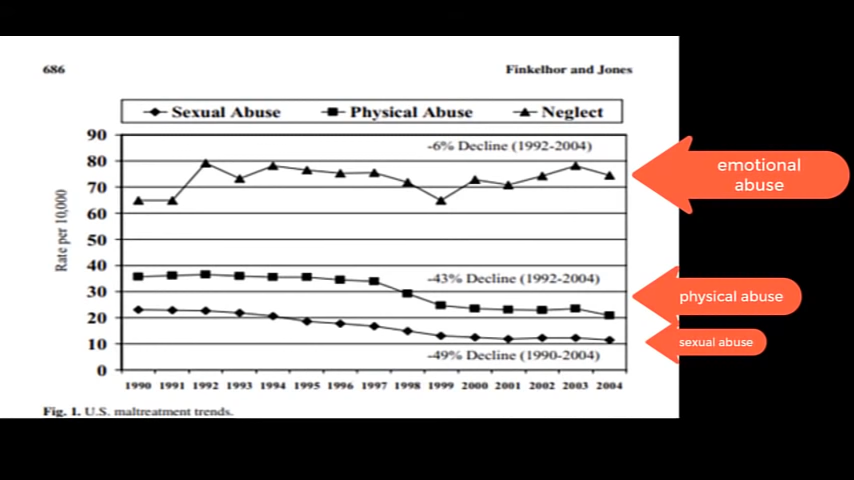 686
Finkelhor and Jones
Sexual Abuse Physical Abuse Neglect
90
-6% Decline (1992-2004)
80
emotional
abuse
70
60
Rate per 10,000
50
40
-43% Decline (1992-2004)
30
physical abuse
20
sexual abuse
10
-49% Decline (1990-2004)
0
1990 1991 1992 1993 1994 1995 1996 1997 1998 1999 2000 2001 2002 2003 2004
Fig. 1. U.S. maltreatment trends.